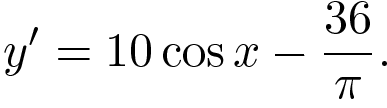 y′ = 10 cos x − 36/π.